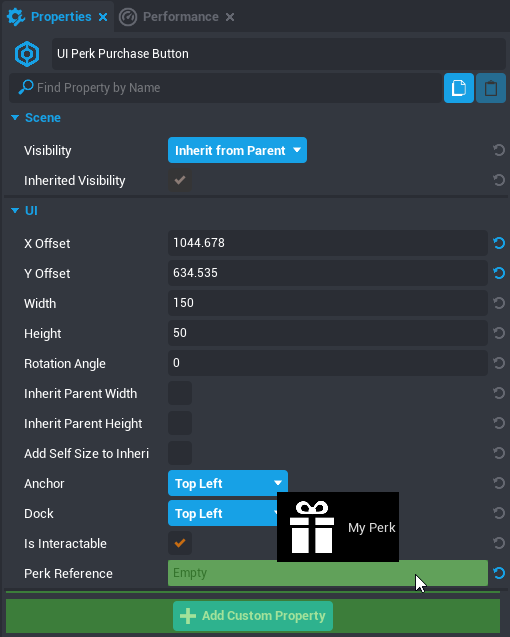 Properties
Performance
UI Perk Purchase Button
Find Property by Name
Scene
Visibility Inherit from Parent
Inherited Visibility
UI
X Offset 1044.678
Y Offset 634.535
Width 150
Height 50
Rotation Angle 0
Inherit Parent Width
Inherit Parent Height
Add Self Size to Inheri
Anchor Top Left
Dock Top Left
My Perk
Is Interactable
Perk Reference Empty
Add Custom Property